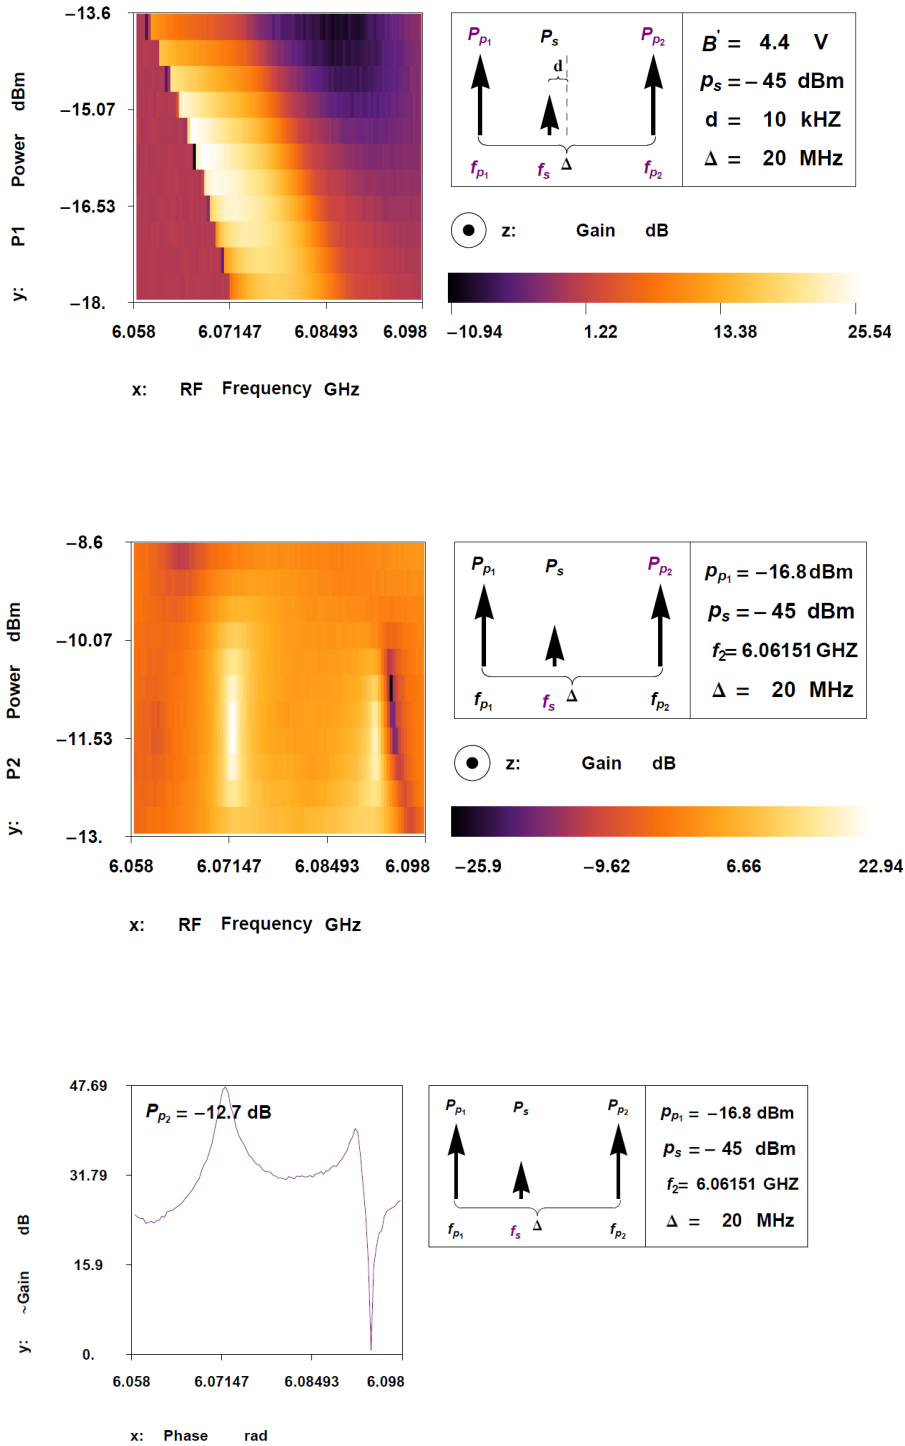 −13.6
−15.07
−16.53
−18.
y: P1 Power dBm
6.058 6.07147 6.08493 6.098
x: RF Frequency GHz
Pp1 Ps Pp2
d
fp1 fs Δ fp2
B' = 4.4 V
ps = − 45 dBm
d = 10 kHZ
Δ = 20 MHz
z: Gain dB
−10.94 1.22 13.38 25.54
−8.6
−10.07
−11.53
−13.
y: P2 Power dBm
6.058 6.07147 6.08493 6.098
x: RF Frequency GHz
Pp1 Ps Pp2
fp1 fs Δ fp2
pp1 = −16.8 dBm
ps = − 45 dBm
f2= 6.06151 GHZ
Δ = 20 MHz
z: Gain dB
−25.9 −9.62 6.66 22.94
47.69
31.79
15.9
0.
y: ~Gain dB
Pp2 = −12.7 dB
6.058 6.07147 6.08493 6.098
x: Phase rad
Pp1 Ps Pp2
fp1 fs Δ fp2
pp1 = −16.8 dBm
ps = − 45 dBm
f2= 6.06151 GHZ
Δ = 20 MHz